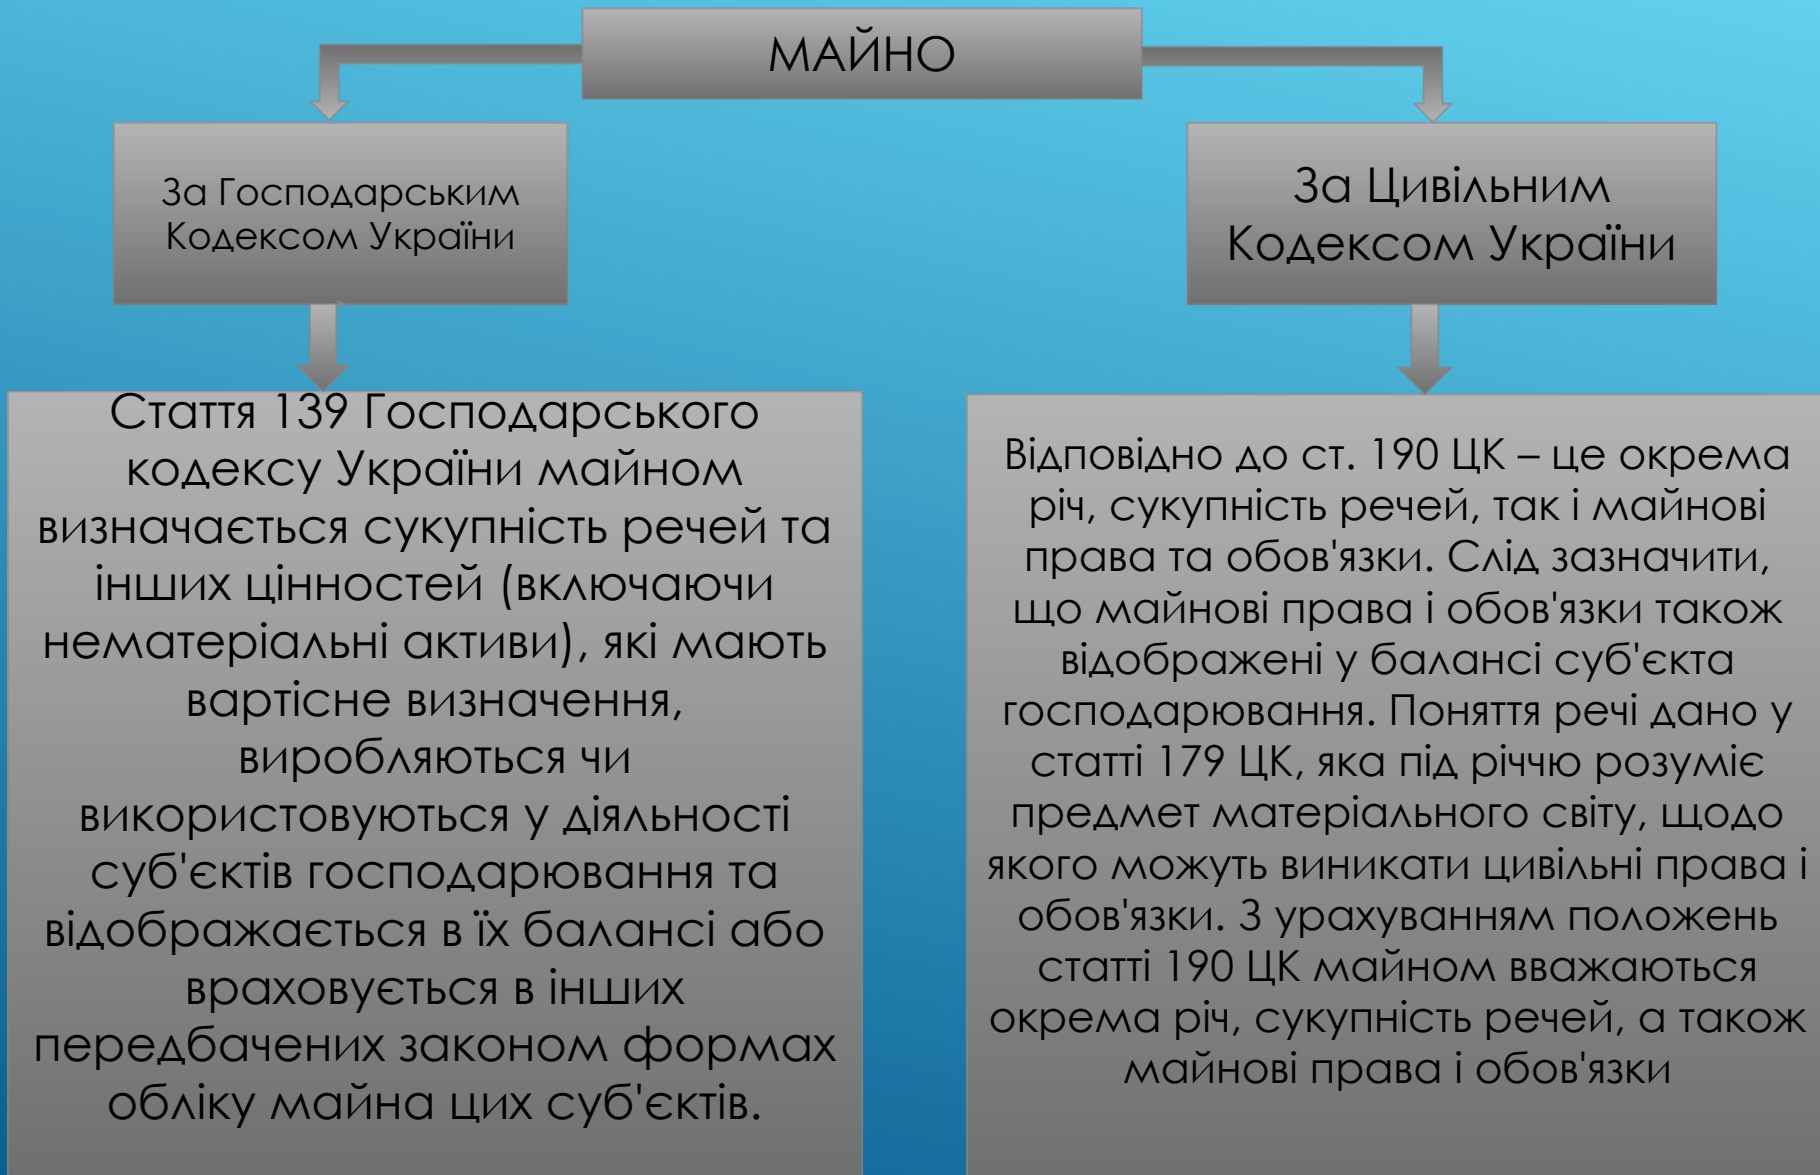 МАЙНО
За Господарським
Кодексом України
За Цивільним
Кодексом України
Стаття 139 Господарського
кодексу України майном
визначається сукупність речей та
інших цінностей (включаючи
нематеріальні активи), які мають
вартісне визначення,
виробляються чи
використовуються у діяльності
суб'єктів господарювання та
відображається в їх балансі або
враховується в інших
передбачених законом формах
обліку майна цих суб'єктів.
Відповідно до ст. 190 ЦК – це окрема
річ, сукупність речей, так і майнові
права та обов'язки. Слід зазначити,
що майнові права і обов'язки також
відображені у балансі суб'єкта
господарювання. Поняття речі дано у
статті 179 ЦК, яка під річчю розуміє
предмет матеріального світу, щодо
якого можуть виникати цивільні права і
обов'язки. З урахуванням положень
статті 190 ЦК майном вважаються
окрема річ, сукупність речей, а також
майнові права і обов'язки